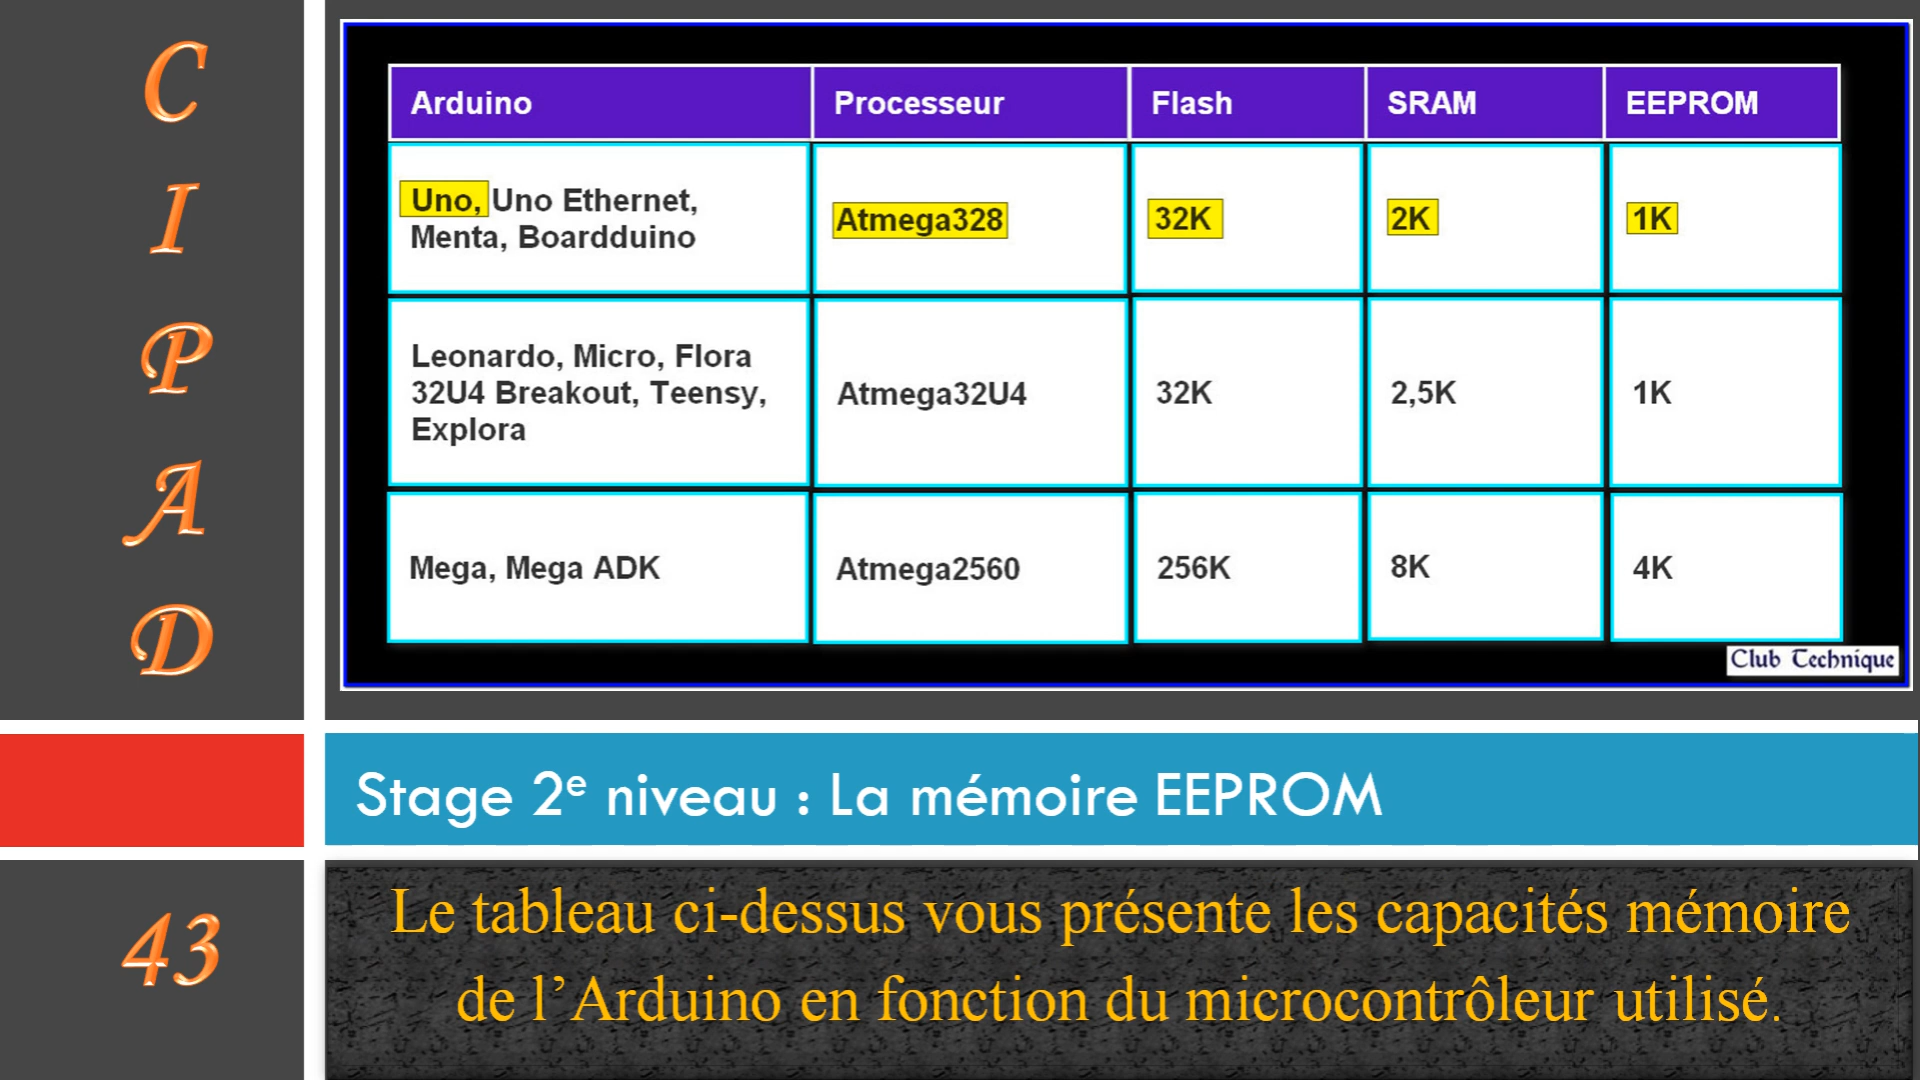 C
I
P
A
D
Arduino Processeur Flash SRAM EEPROM
Uno, Uno Ethernet,
Menta, Boardduino
Atmega328 32K 2K 1K
Leonardo, Micro, Flora
32U4 Breakout, Teensy,
Explora
Atmega32U4 32K 2,5K 1K
Mega, Mega ADK Atmega2560 256K 8K 4K
Club Technique
Stage 2e niveau : La mémoire EEPROM
43
Le tableau ci-dessus vous présente les capacités mémoire
de l’Arduino en fonction du microcontrôleur utilisé.